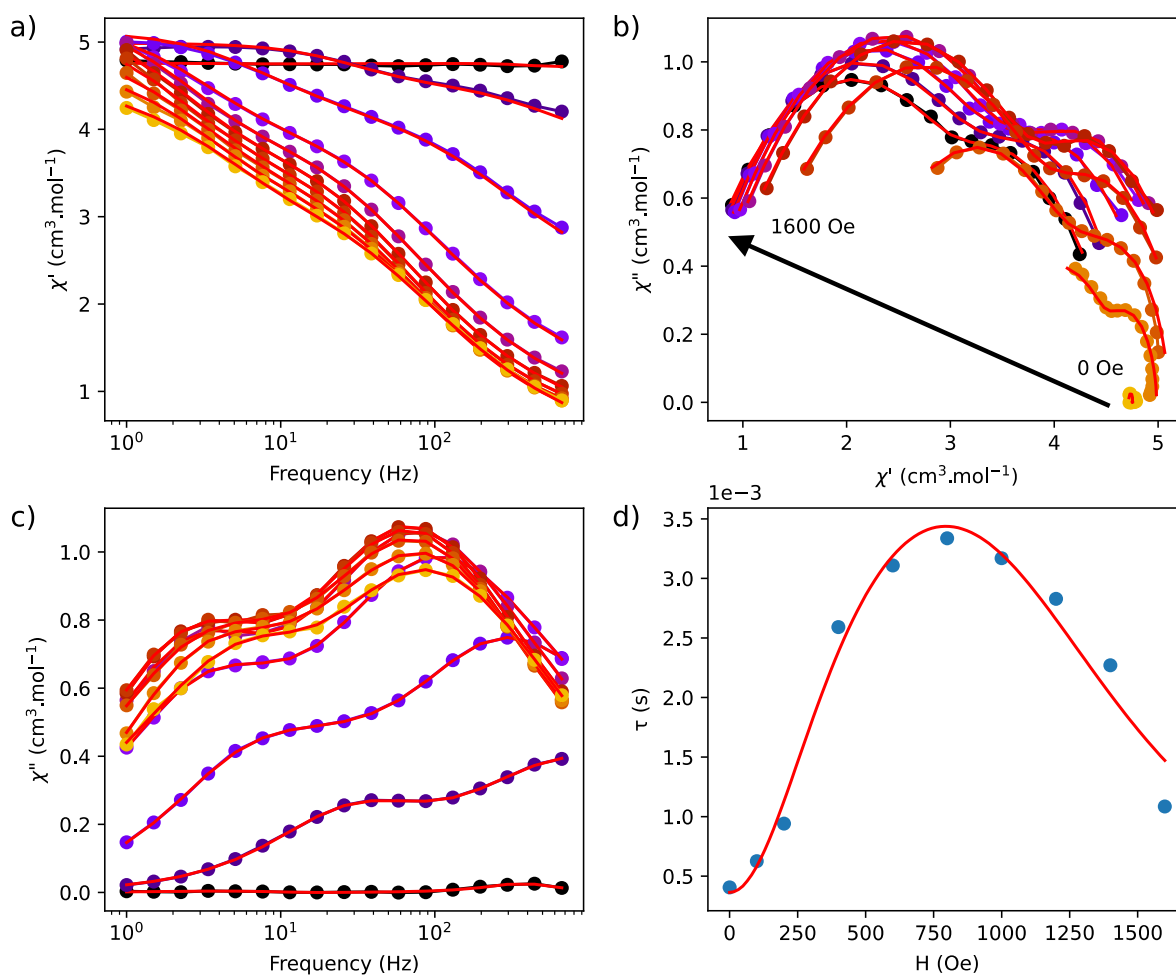 a)
5
4
3
2
1
χ' (cm³.mol⁻¹)
10⁰
10¹
10²
Frequency (Hz)
b)
1.0
0.8
0.6
0.4
0.2
0.0
χ'' (cm³.mol⁻¹)
1600 Oe
0 Oe
1
2
3
4
5
χ' (cm³.mol⁻¹)
c)
1.0
0.8
0.6
0.4
0.2
0.0
χ'' (cm³.mol⁻¹)
10⁰
10¹
10²
Frequency (Hz)
d)
1e−3
3.5
3.0
2.5
2.0
1.5
1.0
0.5
τ (s)
0
250
500
750
1000
1250
1500
H (Oe)